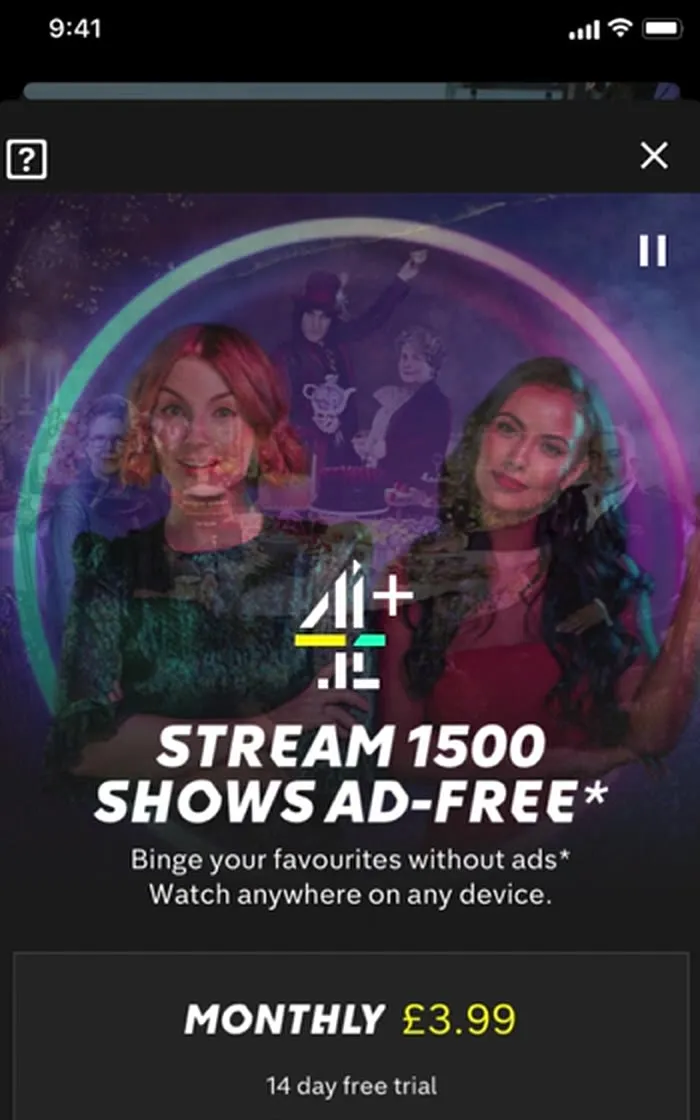 9:41
?
4+
STREAM 1500
SHOWS AD-FREE*
Binge your favourites without ads*
Watch anywhere on any device.
MONTHLY £3.99
14 day free trial